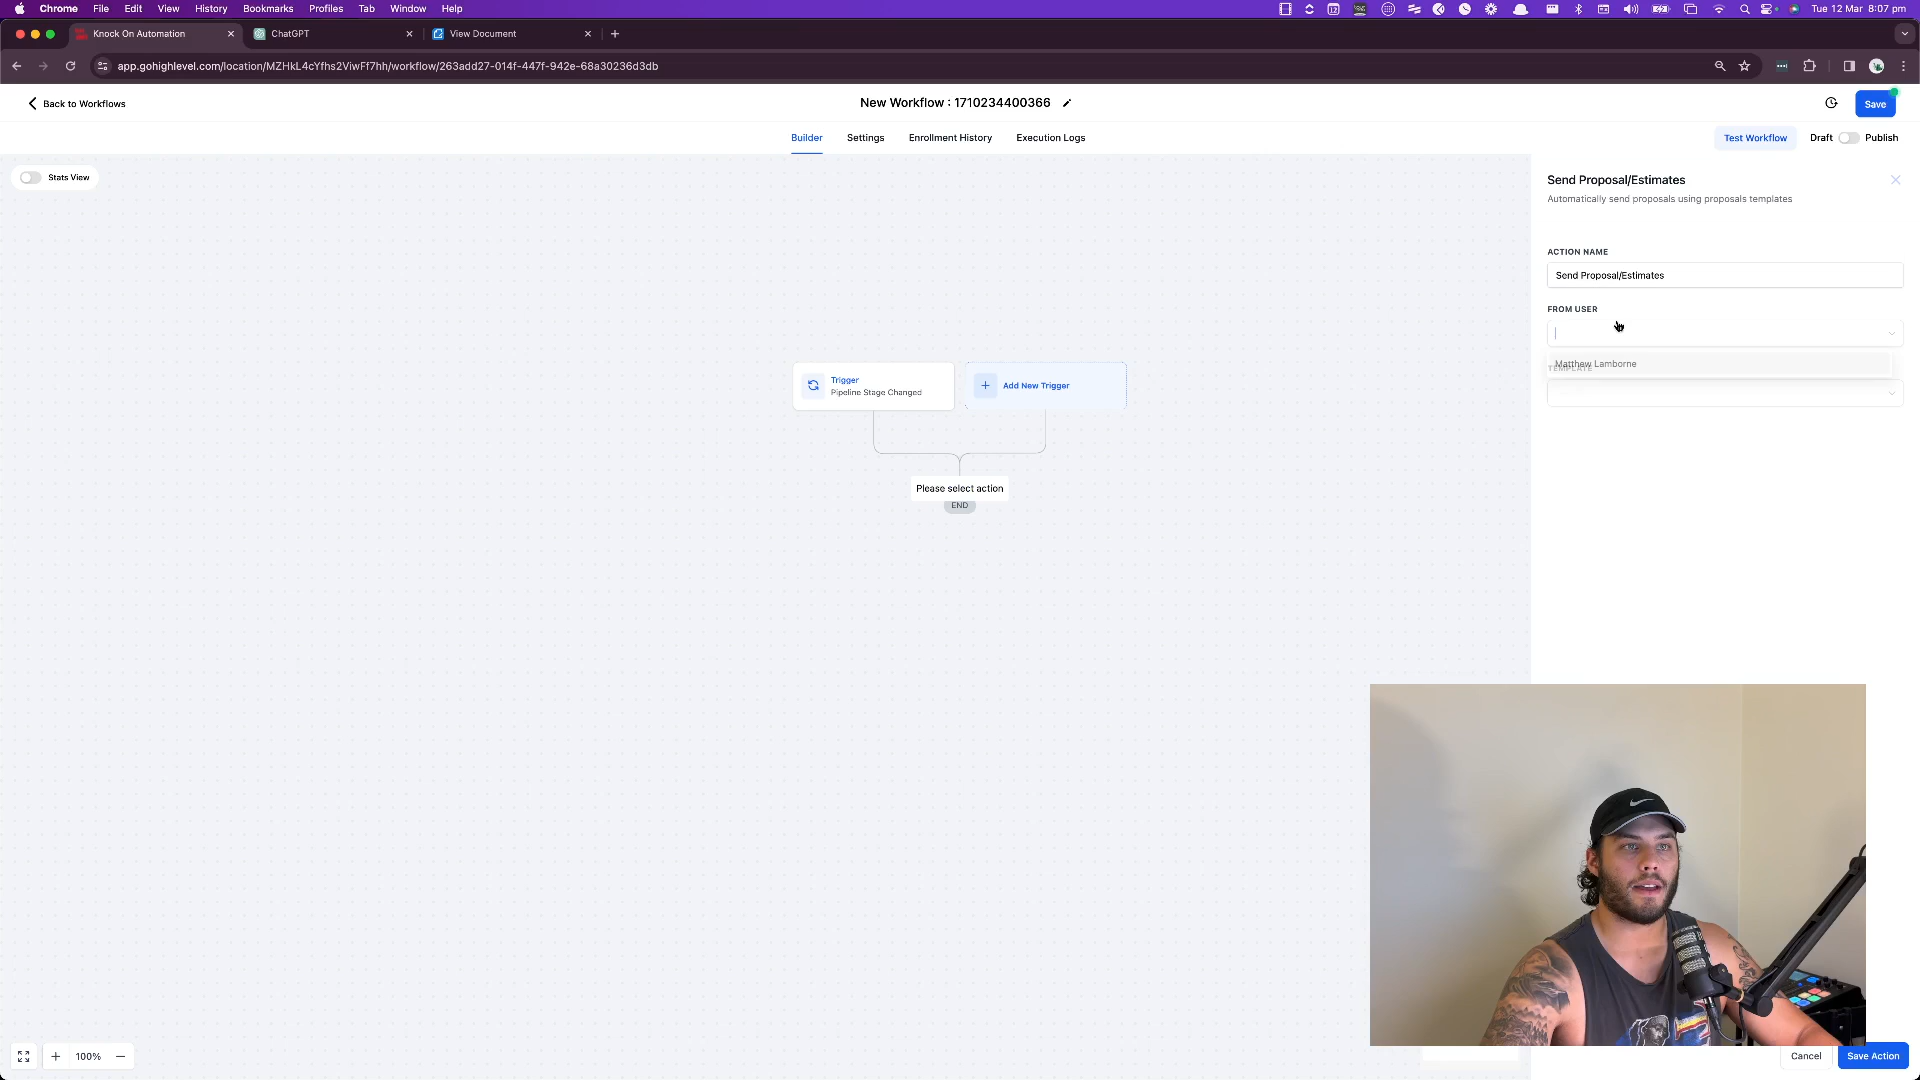 Chrome File Edit View History Bookmarks Profiles Tab Window Help
Tue 12 Mar 8:07 pm
Knock On Automation
ChatGPT
View Document
app.gohighlevel.com/location/MZHkL4cYfhs2ViwFf7hh/workflow/263add27-014f-447f-942e-68a30236d3db
Back to Workflows
New Workflow : 1710234400366
Save
Builder Settings Enrollment History Execution Logs
Test Workflow Draft Publish
Stats View
Send Proposal/Estimates
Automatically send proposals using proposals templates
ACTION NAME
Send Proposal/Estimates
FROM USER
Matthew Lamborne
TEMPLATE
Trigger
Pipeline Stage Changed
Add New Trigger
Please select action
END
100%
Cancel
Save Action